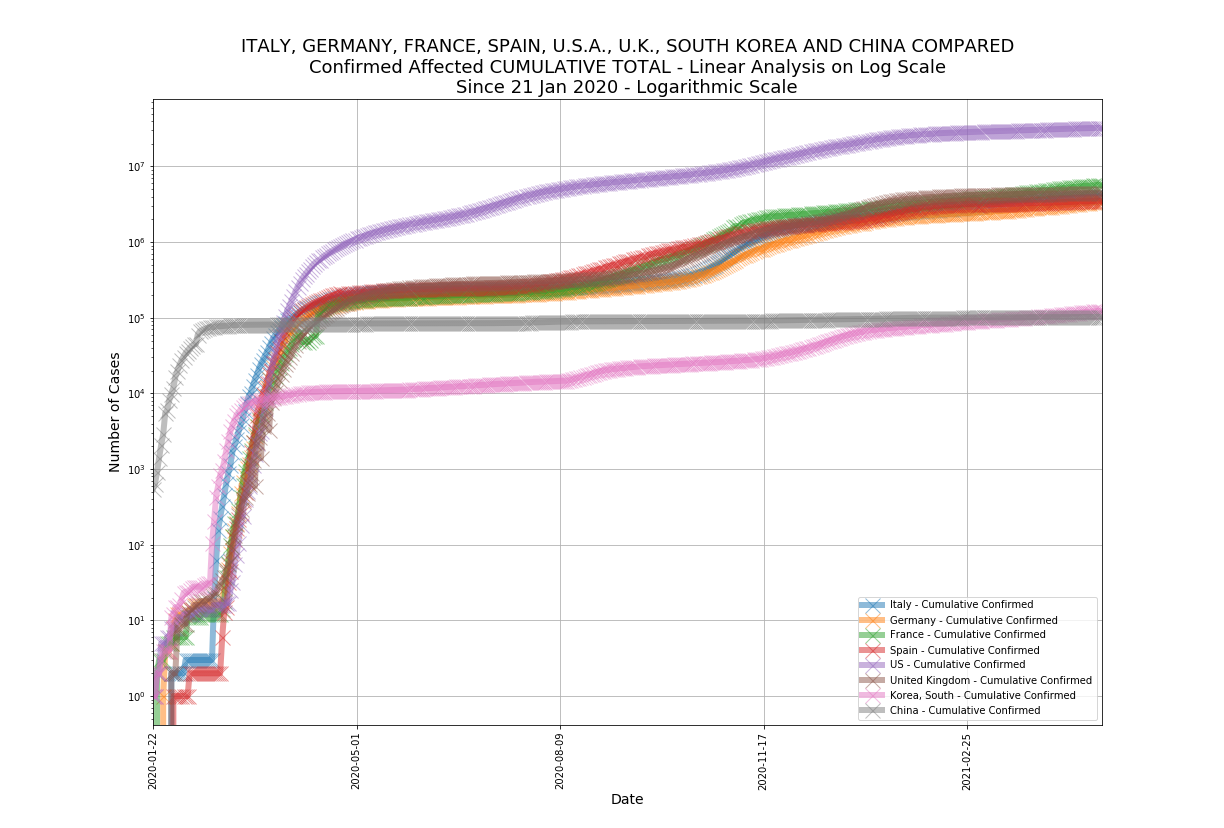 ITALY, GERMANY, FRANCE, SPAIN, U.S.A., U.K., SOUTH KOREA AND CHINA COMPARED
Confirmed Affected CUMULATIVE TOTAL - Linear Analysis on Log Scale
Since 21 Jan 2020 - Logarithmic Scale
Number of Cases
10⁷
10⁶
10⁵
10⁴
10³
10²
10¹
10⁰
Italy - Cumulative Confirmed
Germany - Cumulative Confirmed
France - Cumulative Confirmed
Spain - Cumulative Confirmed
US - Cumulative Confirmed
United Kingdom - Cumulative Confirmed
Korea, South - Cumulative Confirmed
China - Cumulative Confirmed
2020-01-22
2020-05-01
2020-08-09
2020-11-17
2021-02-25
Date